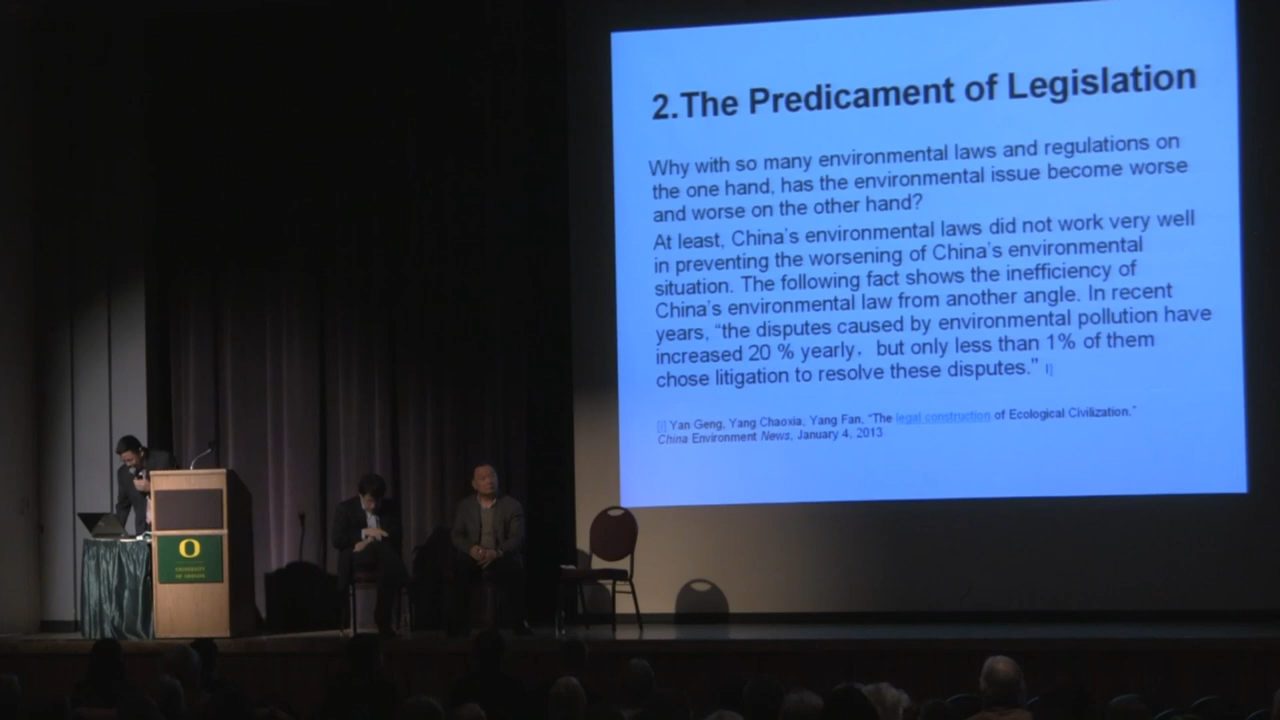 2.The Predicament of Legislation
Why with so many environmental laws and regulations on
the one hand, has the environmental issue become worse
and worse on the other hand?
At least, China's environmental laws did not work very well
in preventing the worsening of China's environmental
situation. The following fact shows the inefficiency of
China's environmental law from another angle. In recent
years, “the disputes caused by environmental pollution have
increased 20 % yearly， but only less than 1% of them
chose litigation to resolve these disputes.” [i]
[i] Yan Geng, Yang Chaoxia, Yang Fan, “The legal construction of Ecological Civilization.”
China Environment News, January 4, 2013
O
UNIVERSITY
OF OREGON